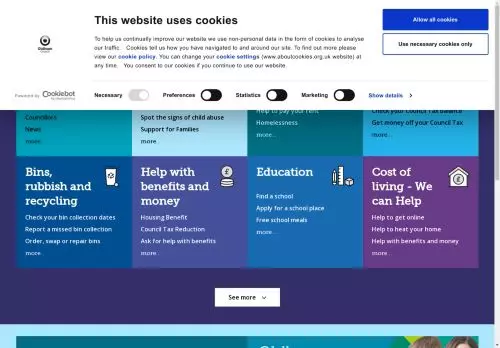 This website uses cookies
To help us continually improve our website we use non-personal data in the form of cookies to analyse
our traffic. Cookies tell us how you have navigated to and around our site. To find out more please
view our cookie policy. You can change your cookie settings (www.aboutcookies.org.uk website) at
any time. You consent to our cookies if you continue to use our website.
Allow all cookies
Use necessary cookies only
Oldham
Powered by
Cookiebot
Necessary
Preferences
Statistics
Marketing
Show details
Councillors
News
more
Spot the signs of child abuse
Support for Families
more
Help to pay your rent
Homelessness
more
Check your Council Tax balance
Get money off your Council Tax
more
Bins,
rubbish and
recycling
Check your bin collection dates
Report a missed bin collection
Order, swap or repair bins
more
Help with
benefits and
money
Housing Benefit
Council Tax Reduction
Ask for help with benefits
more
Education
Find a school
Apply for a school place
Free school meals
more
Cost of
living - We
can Help
Help to get online
Help to heat your home
Help with benefits and money
more
See more